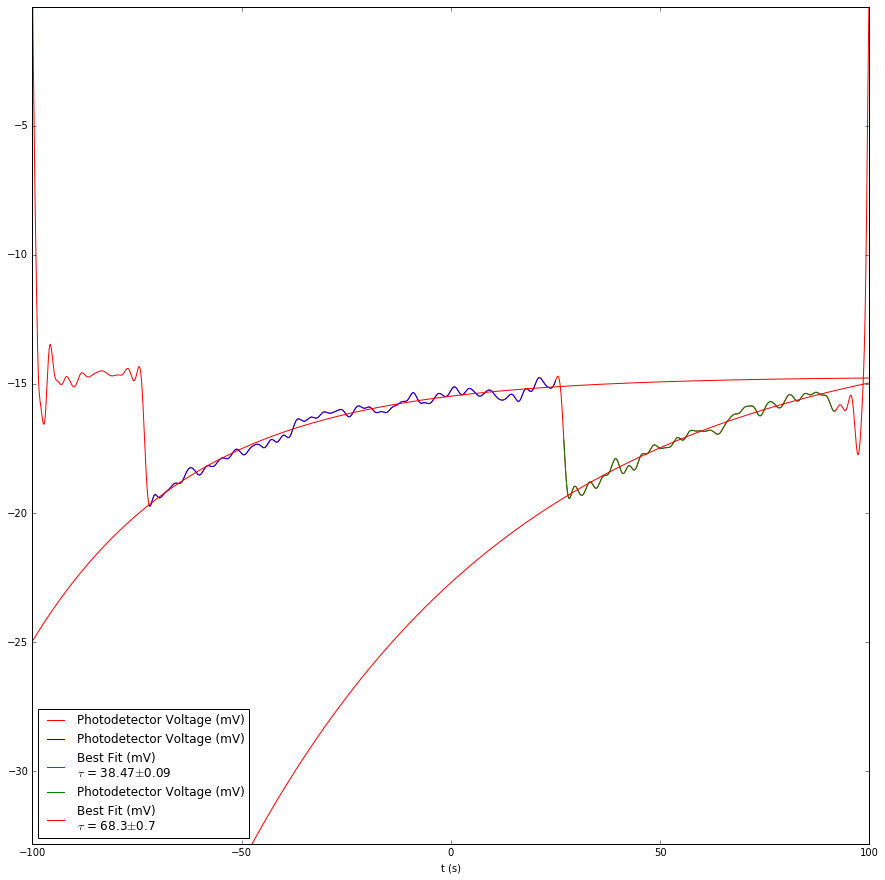 −5
−10
−15
−20
−25
−30
−100
−50
0
50
100
t (s)
Photodetector Voltage (mV)
Photodetector Voltage (mV)
Best Fit (mV)
τ = 38.47±0.09
Photodetector Voltage (mV)
Best Fit (mV)
τ = 68.3±0.7